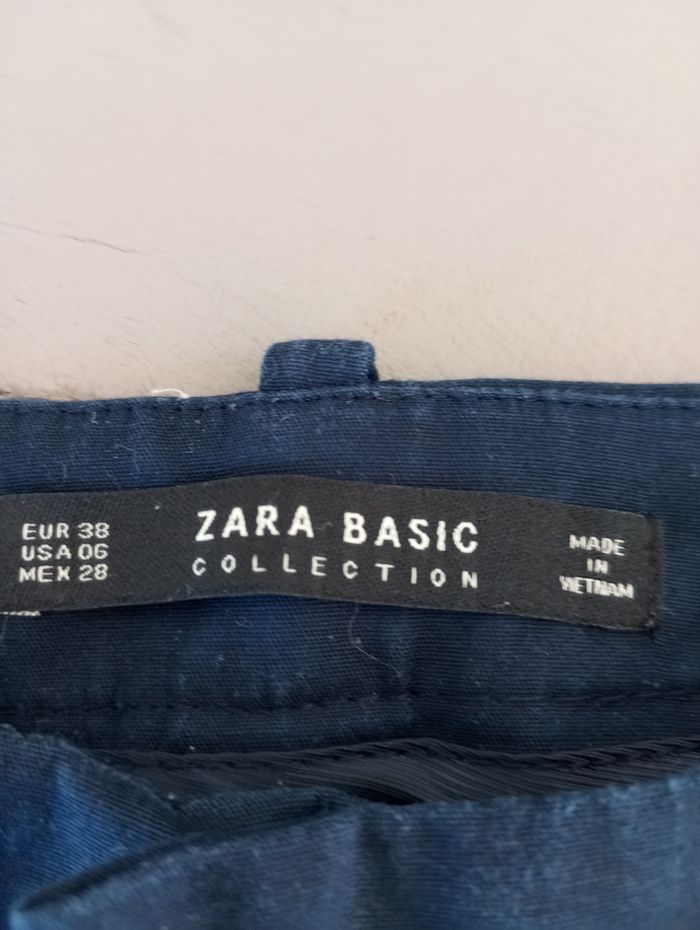 EUR 38
USA 06
MEX 28
ZARA BASIC
COLLECTION
MADE
IN
VIETNAM